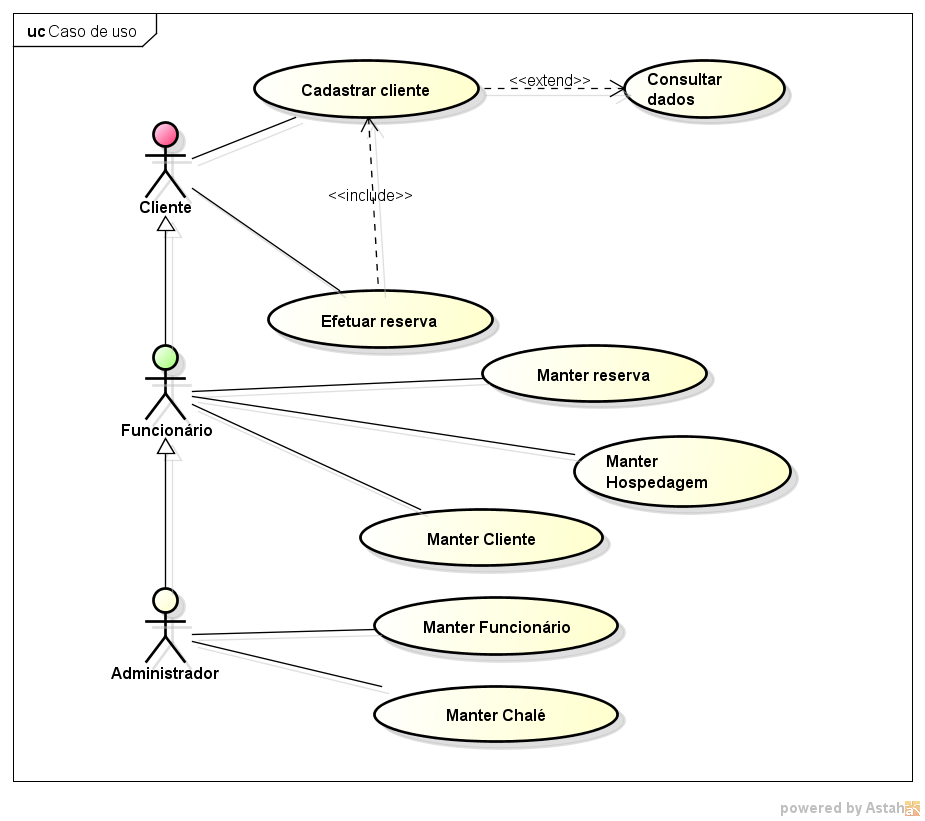 uc Caso de uso
Cadastrar cliente
<<extend>>
Consultar
dados
Cliente
<<include>>
Efetuar reserva
Manter reserva
Funcionário
Manter
Hospedagem
Manter Cliente
Manter Funcionário
Administrador
Manter Chalé
powered by Astah